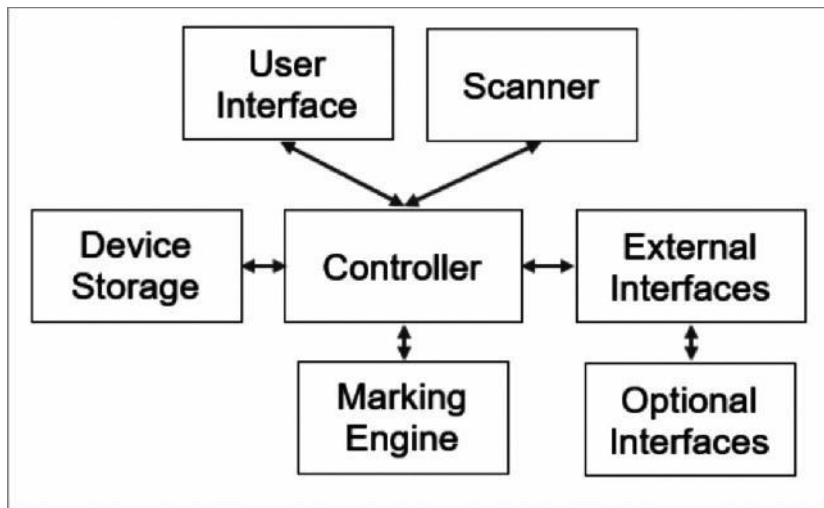 User
Interface
Scanner
Device
Storage
Controller
External
Interfaces
Marking
Engine
Optional
Interfaces